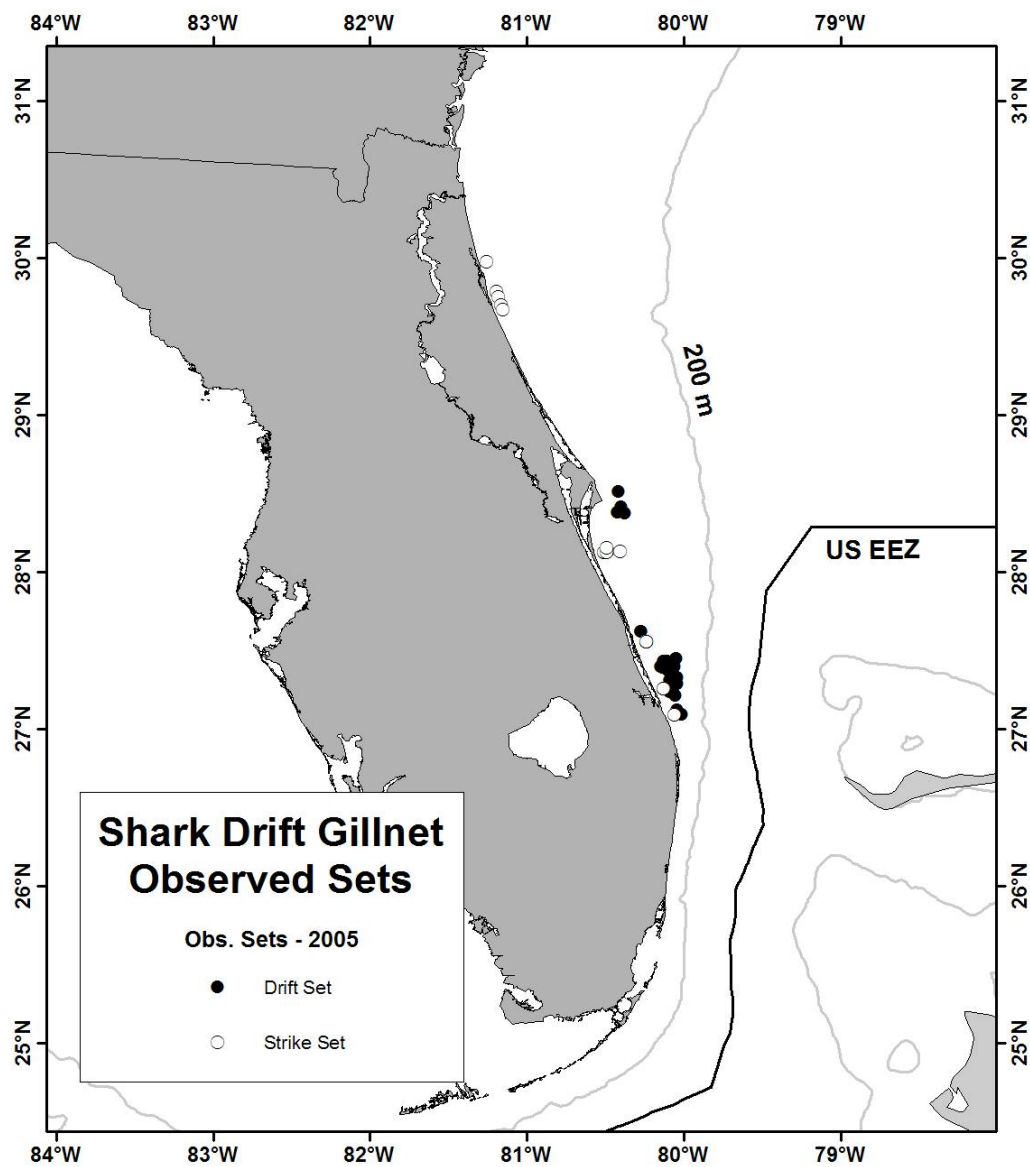 84°W 83°W 82°W 81°W 80°W 79°W
31°N 31°N
30°N 30°N
200 m
29°N 29°N
US EEZ
28°N 28°N
27°N 27°N
Shark Drift Gillnet
Observed Sets
26°N 26°N
Obs. Sets - 2005
Drift Set
Strike Set
25°N 25°N
84°W 83°W 82°W 81°W 80°W 79°W